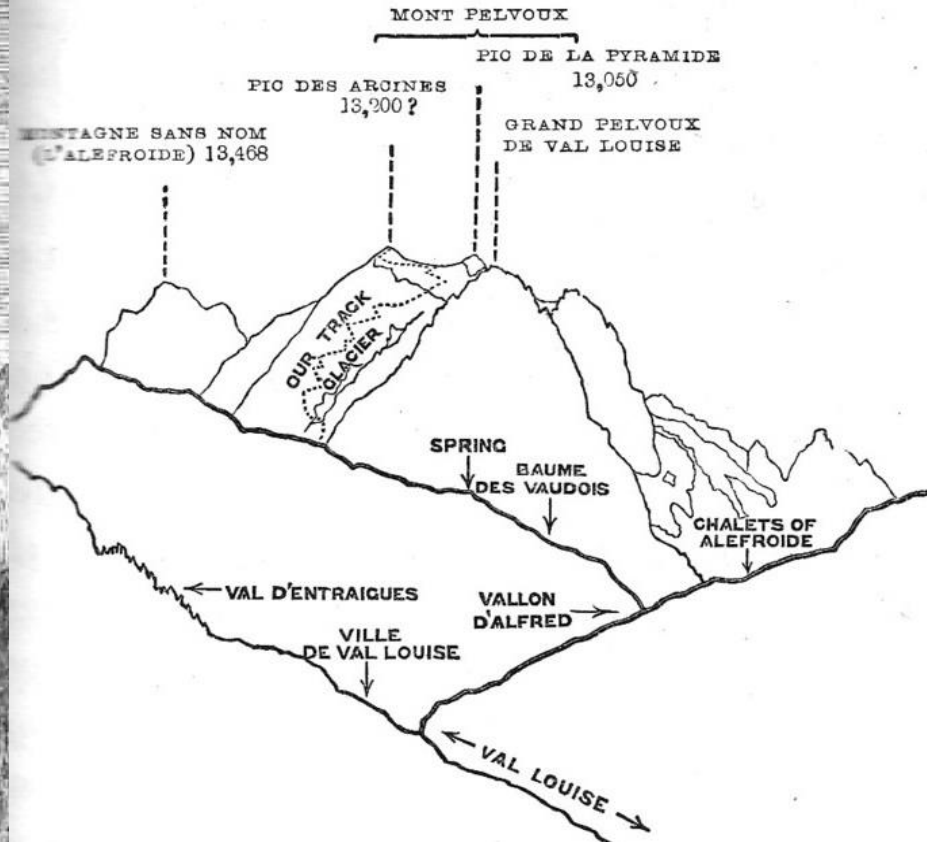 MONT PELVOUX
PIC DE LA PYRAMIDE
13,050
PIC DES ARCINES
13,200?
GRAND PELVOUX
DE VAL LOUISE
SANS NOM
(L'ALEFROIDE) 13,468
OUR TRACK
GLACIER
SPRING
BAUME
DES VAUDOIS
CHALETS OF
ALEFROIDE
VAL D'ENTRAIGUES
VALLON
D'ALFRED
VILLE
DE VAL LOUISE
VAL LOUISE